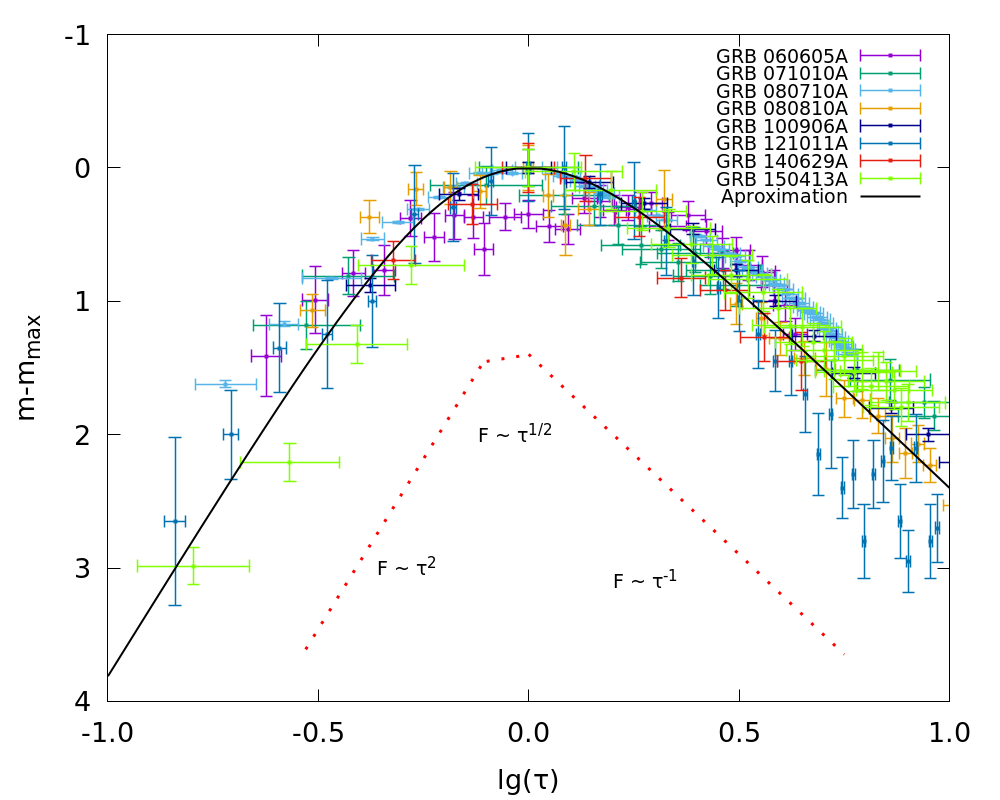 -1
0
1
2
3
4
m-mmax
GRB 060605A
GRB 071010A
GRB 080710A
GRB 080810A
GRB 100906A
GRB 121011A
GRB 140629A
GRB 150413A
Aproximation
F ~ τ1/2
F ~ τ2
F ~ τ-1
-1.0 -0.5 0.0 0.5 1.0
lg(τ)